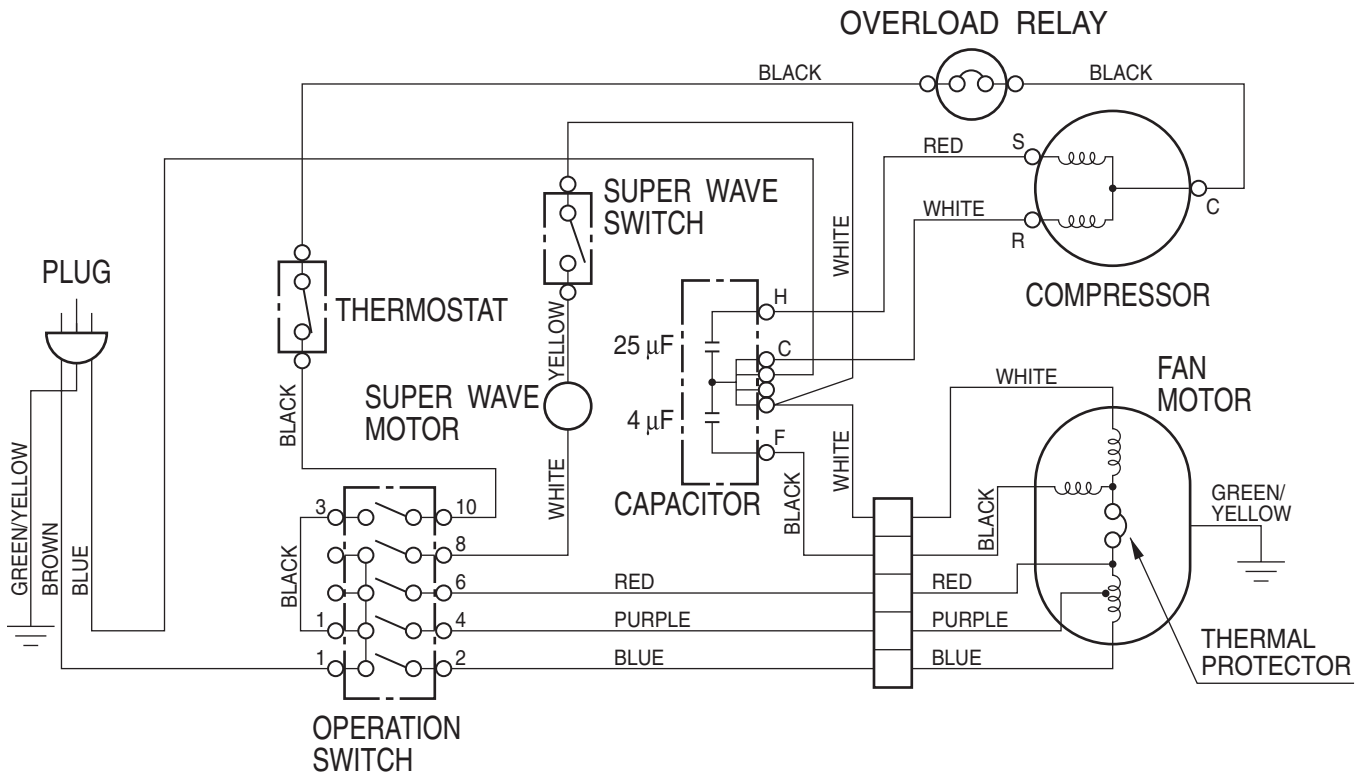 OVERLOAD RELAY
BLACK
BLACK
RED
S
SUPER WAVE
SWITCH
WHITE
C
WHITE
R
PLUG
COMPRESSOR
THERMOSTAT
H
25 µF
YELLOW
C
FAN
MOTOR
WHITE
BLACK
SUPER WAVE
MOTOR
4 µF
F
WHITE
WHITE
CAPACITOR
BLACK
BLACK
GREEN/
YELLOW
GREEN/YELLOW
BROWN
BLUE
3
10
8
BLACK
6
RED
RED
1
4
PURPLE
PURPLE
1
2
BLUE
BLUE
THERMAL
PROTECTOR
OPERATION
SWITCH